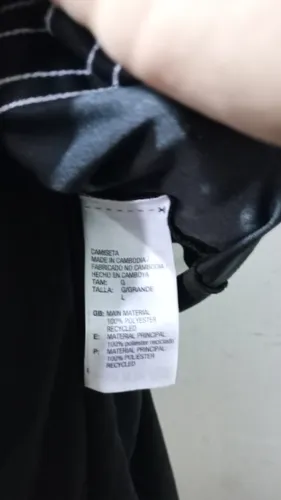 CAMISETA
MADE IN CAMBODIA
FABRICADO NO CAMBOJA
HECHO EN CAMBOYA
TAM: G
TALLA: G/GRANDE
L
GB: MAIN MATERIAL
100% POLYESTER
RECYCLED
E: MATERIAL PRINCIPAL:
100% poliéster reciclado
P: MATERIAL PRINCIPAL:
100% POLIESTER
RECYCLED